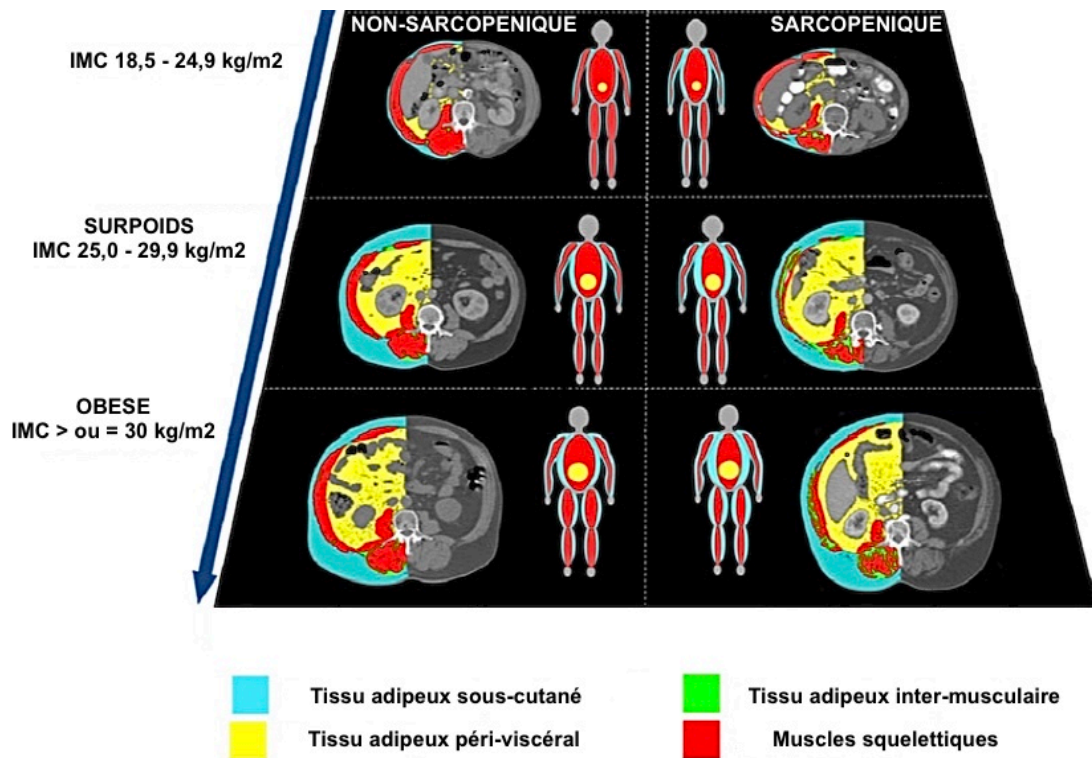 NON-SARCOPENIQUE
SARCOPENIQUE
IMC 18,5 - 24,9 kg/m2
SURPOIDS
IMC 25,0 - 29,9 kg/m2
OBESE
IMC > ou = 30 kg/m2
Tissu adipeux sous-cutané
Tissu adipeux inter-musculaire
Tissu adipeux péri-viscéral
Muscles squelettiques